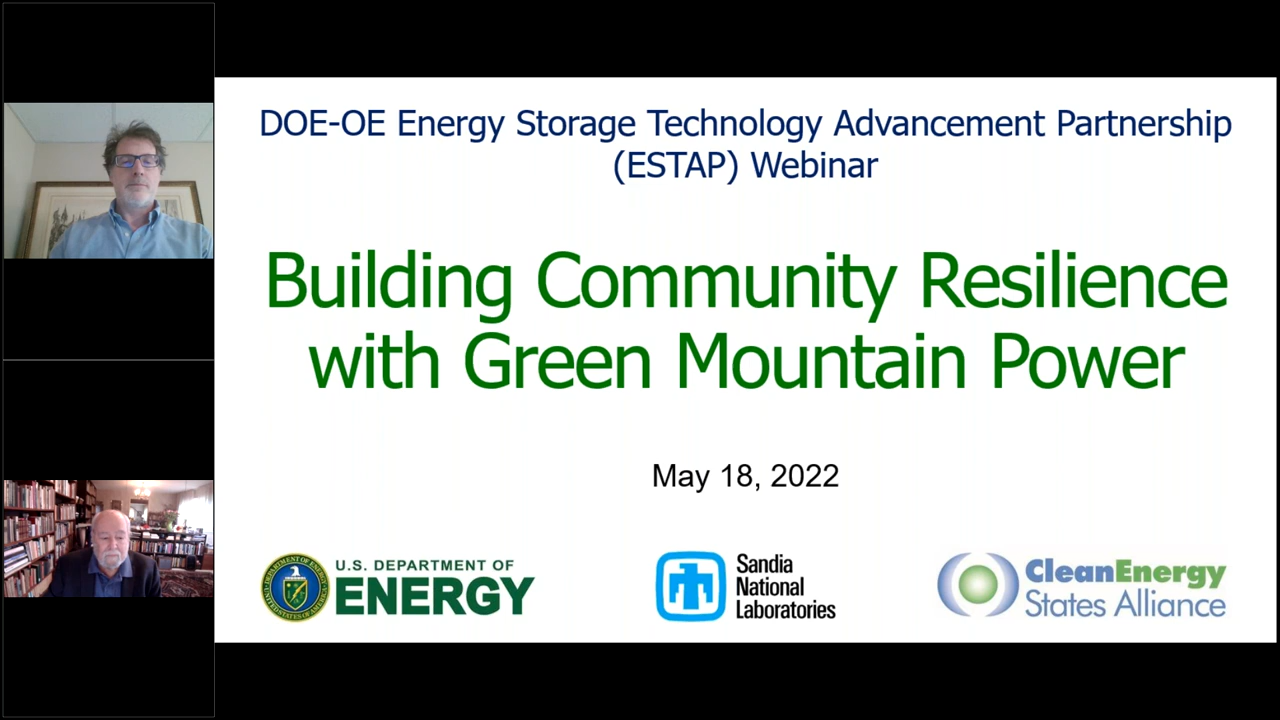 DOE-OE Energy Storage Technology Advancement Partnership
(ESTAP) Webinar
Building Community Resilience
with Green Mountain Power
May 18, 2022
U.S. DEPARTMENT OF
ENERGY
Sandia
National
Laboratories
CleanEnergy
States Alliance